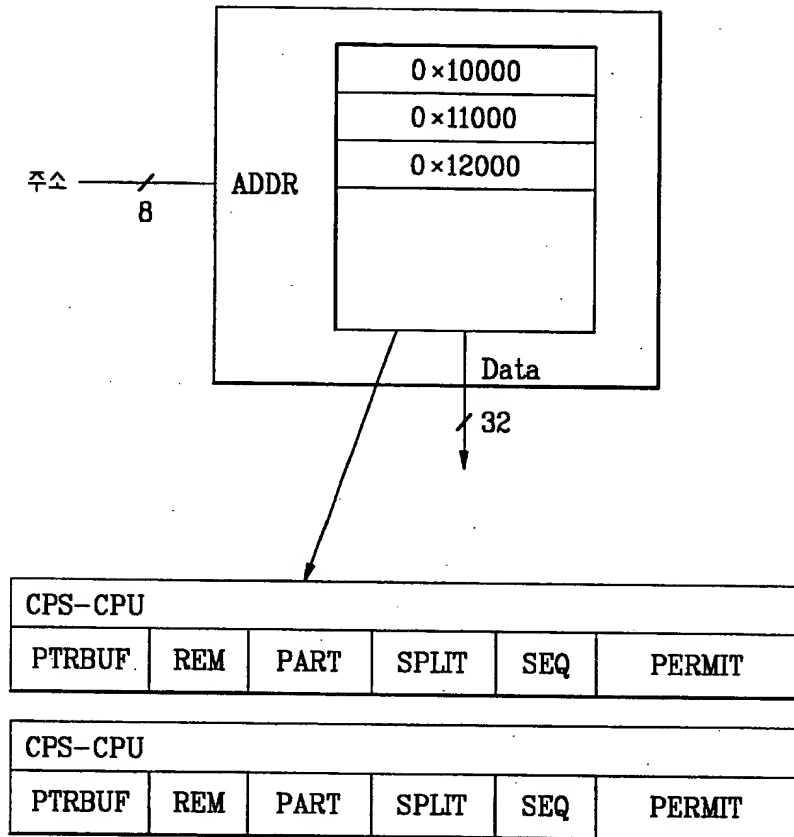 0×10000
0×11000
0×12000
주소
8
ADDR
Data
32
CPS-CPU
PTRBUF REM PART SPLIT SEQ PERMIT
CPS-CPU
PTRBUF REM PART SPLIT SEQ PERMIT